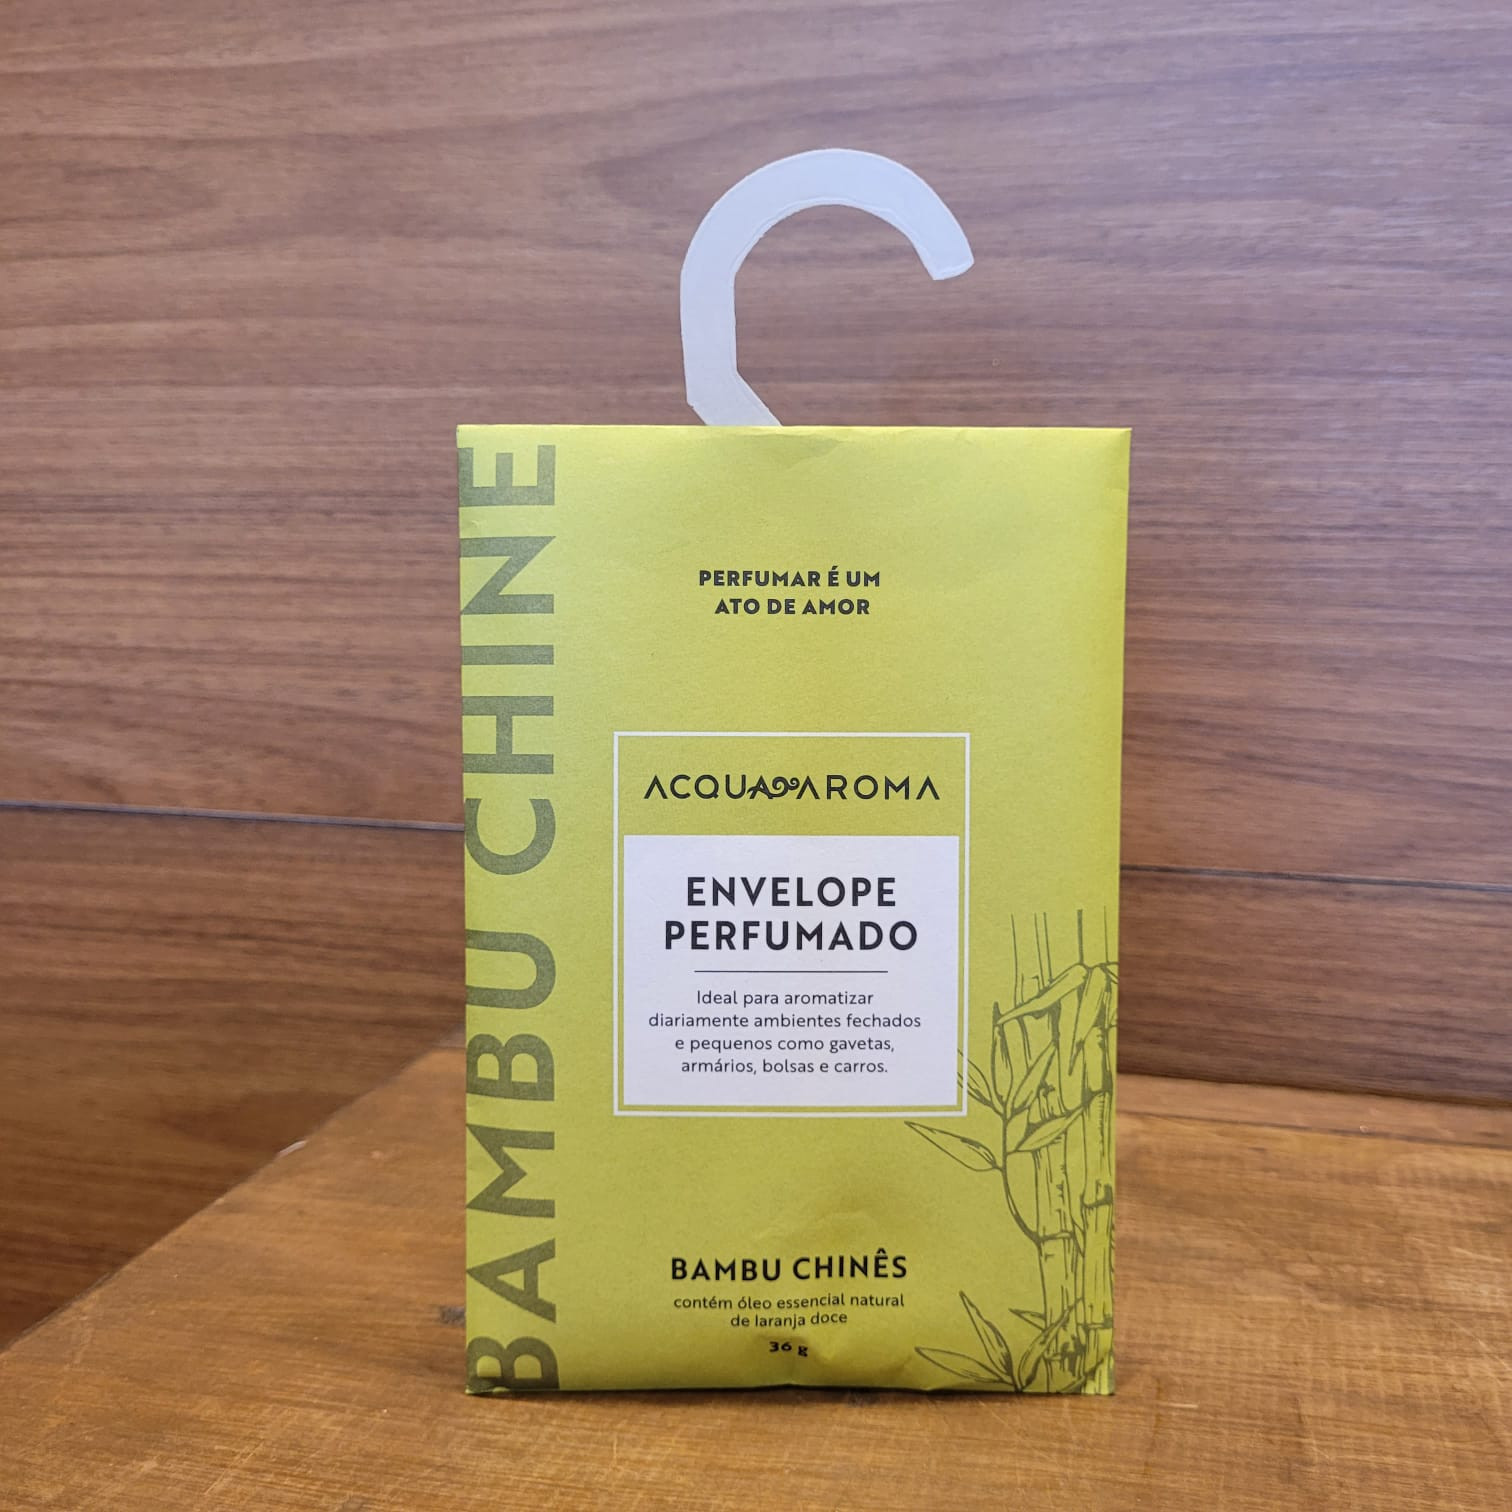 BAMBU CHINE
PERFUMAR É UM
ATO DE AMOR
ACQUA AROMA
ENVELOPE
PERFUMADO
Ideal para aromatizar
diariamente ambientes fechados
e pequenos como gavetas,
armários, bolsas e carros.
BAMBU CHINÊS
contém óleo essencial natural
de laranja doce
36 g